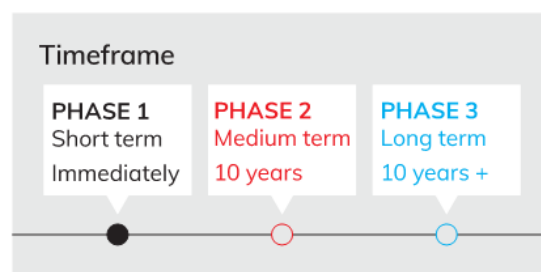 Timeframe
PHASE 1
Short term
Immediately
PHASE 2
Medium term
10 years
PHASE 3
Long term
10 years +